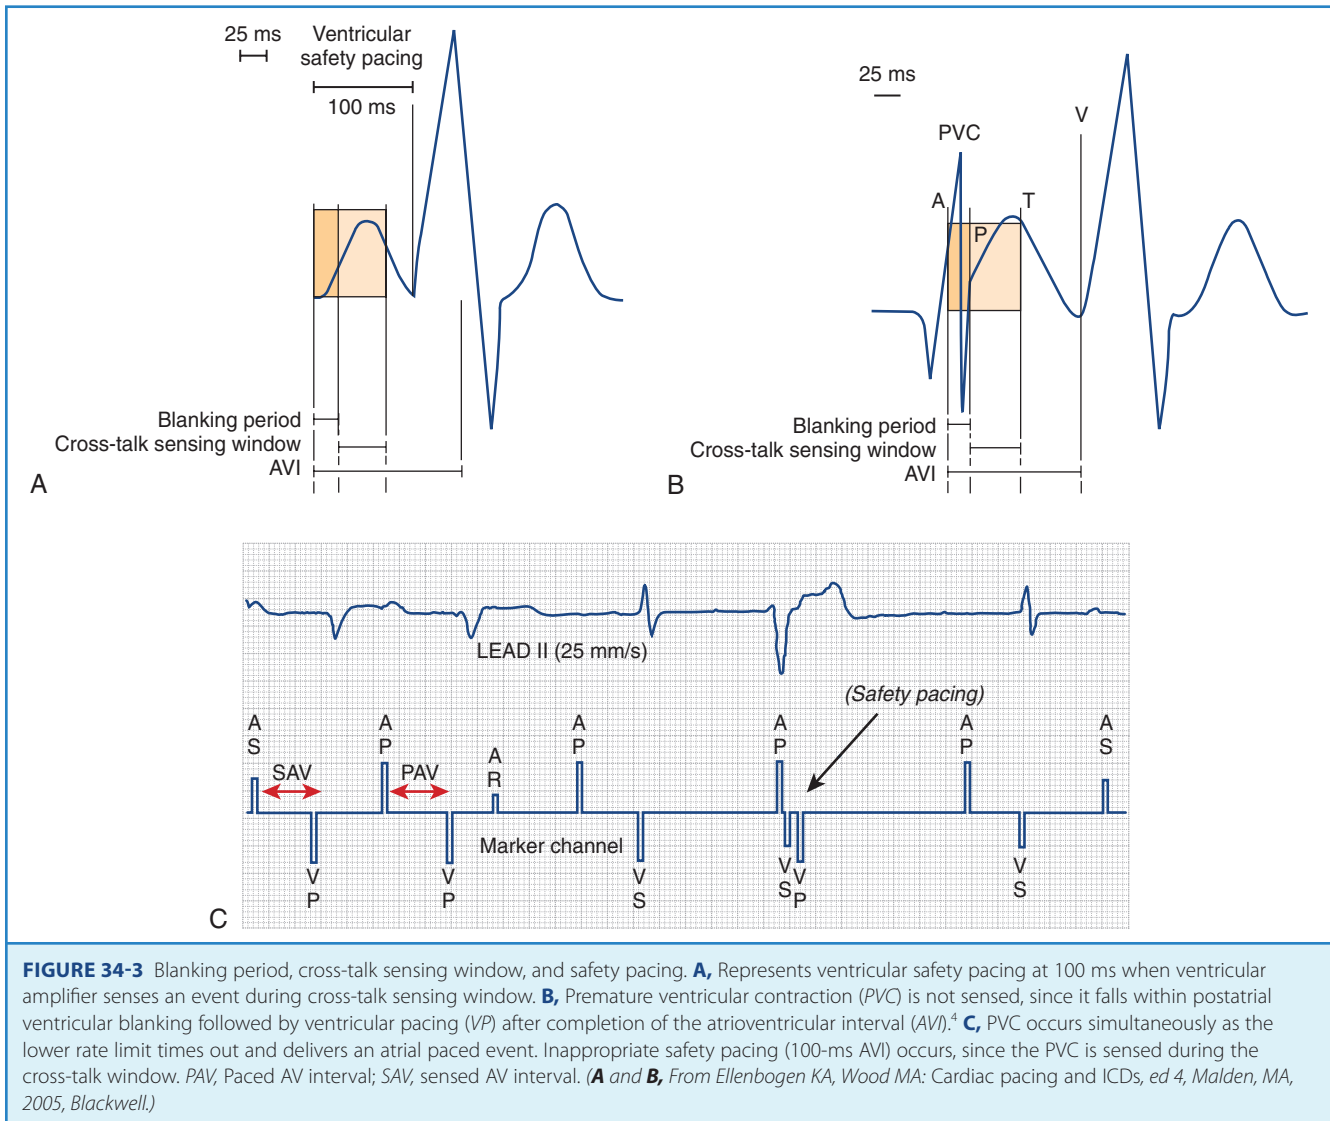 25 ms
Ventricular
safety pacing
100 ms
Blanking period
Cross-talk sensing window
AVI
A
25 ms
PVC
V
A
T
P
Blanking period
Cross-talk sensing window
AVI
B
LEAD II (25 mm/s)
(Safety pacing)
A
S
SAV
V
P
A
P
PAV
V
P
A
R
A
P
V
S
A
P
V
S
V
P
A
P
V
S
A
S
Marker channel
C
FIGURE 34-3 Blanking period, cross-talk sensing window, and safety pacing. A, Represents ventricular safety pacing at 100 ms when ventricular
amplifier senses an event during cross-talk sensing window. B, Premature ventricular contraction (PVC) is not sensed, since it falls within postatrial
ventricular blanking followed by ventricular pacing (VP) after completion of the atrioventricular interval (AVI).⁴ C, PVC occurs simultaneously as the
lower rate limit times out and delivers an atrial paced event. Inappropriate safety pacing (100-ms AVI) occurs, since the PVC is sensed during the
cross-talk window. PAV, Paced AV interval; SAV, sensed AV interval. (A and B, From Ellenbogen KA, Wood MA: Cardiac pacing and ICDs, ed 4, Malden, MA,
2005, Blackwell.)